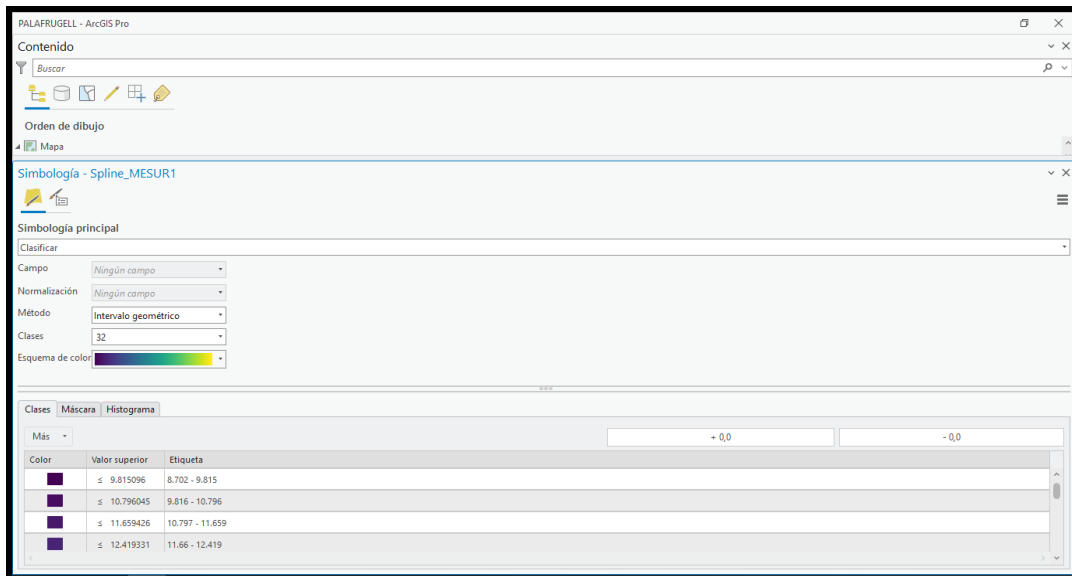 PALAFRUGELL - ArcGIS Pro
Contenido
Buscar
Orden de dibujo
Mapa
Simbología - Spline_MESUR1
Simbología principal
Clasificar
Campo Ningún campo
Normalización Ningún campo
Método Intervalo geométrico
Clases 32
Esquema de color
Clases Máscara Histograma
Más + 0,0 - 0,0
Color Valor superior Etiqueta
≤ 9.815096 8.702 - 9.815
≤ 10.796045 9.816 - 10.796
≤ 11.659426 10.797 - 11.659
≤ 12.419331 11.66 - 12.419